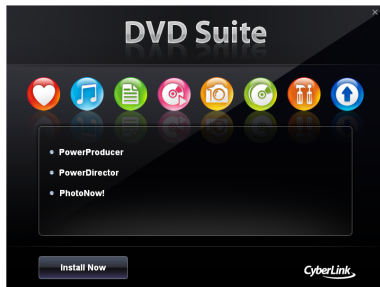 DVD Suite
PowerProducer
PowerDirector
PhotoNow!
Install Now
CyberLink